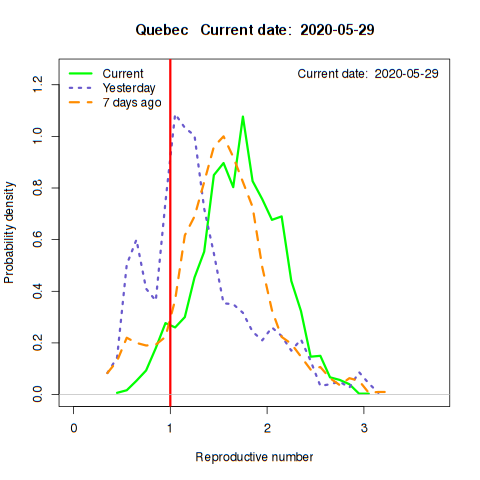 Quebec   Current date:  2020-05-29
Current
Yesterday
7 days ago
Current date:  2020-05-29
Probability density
0.0 0.2 0.4 0.6 0.8 1.0 1.2
0 1 2 3
Reproductive number